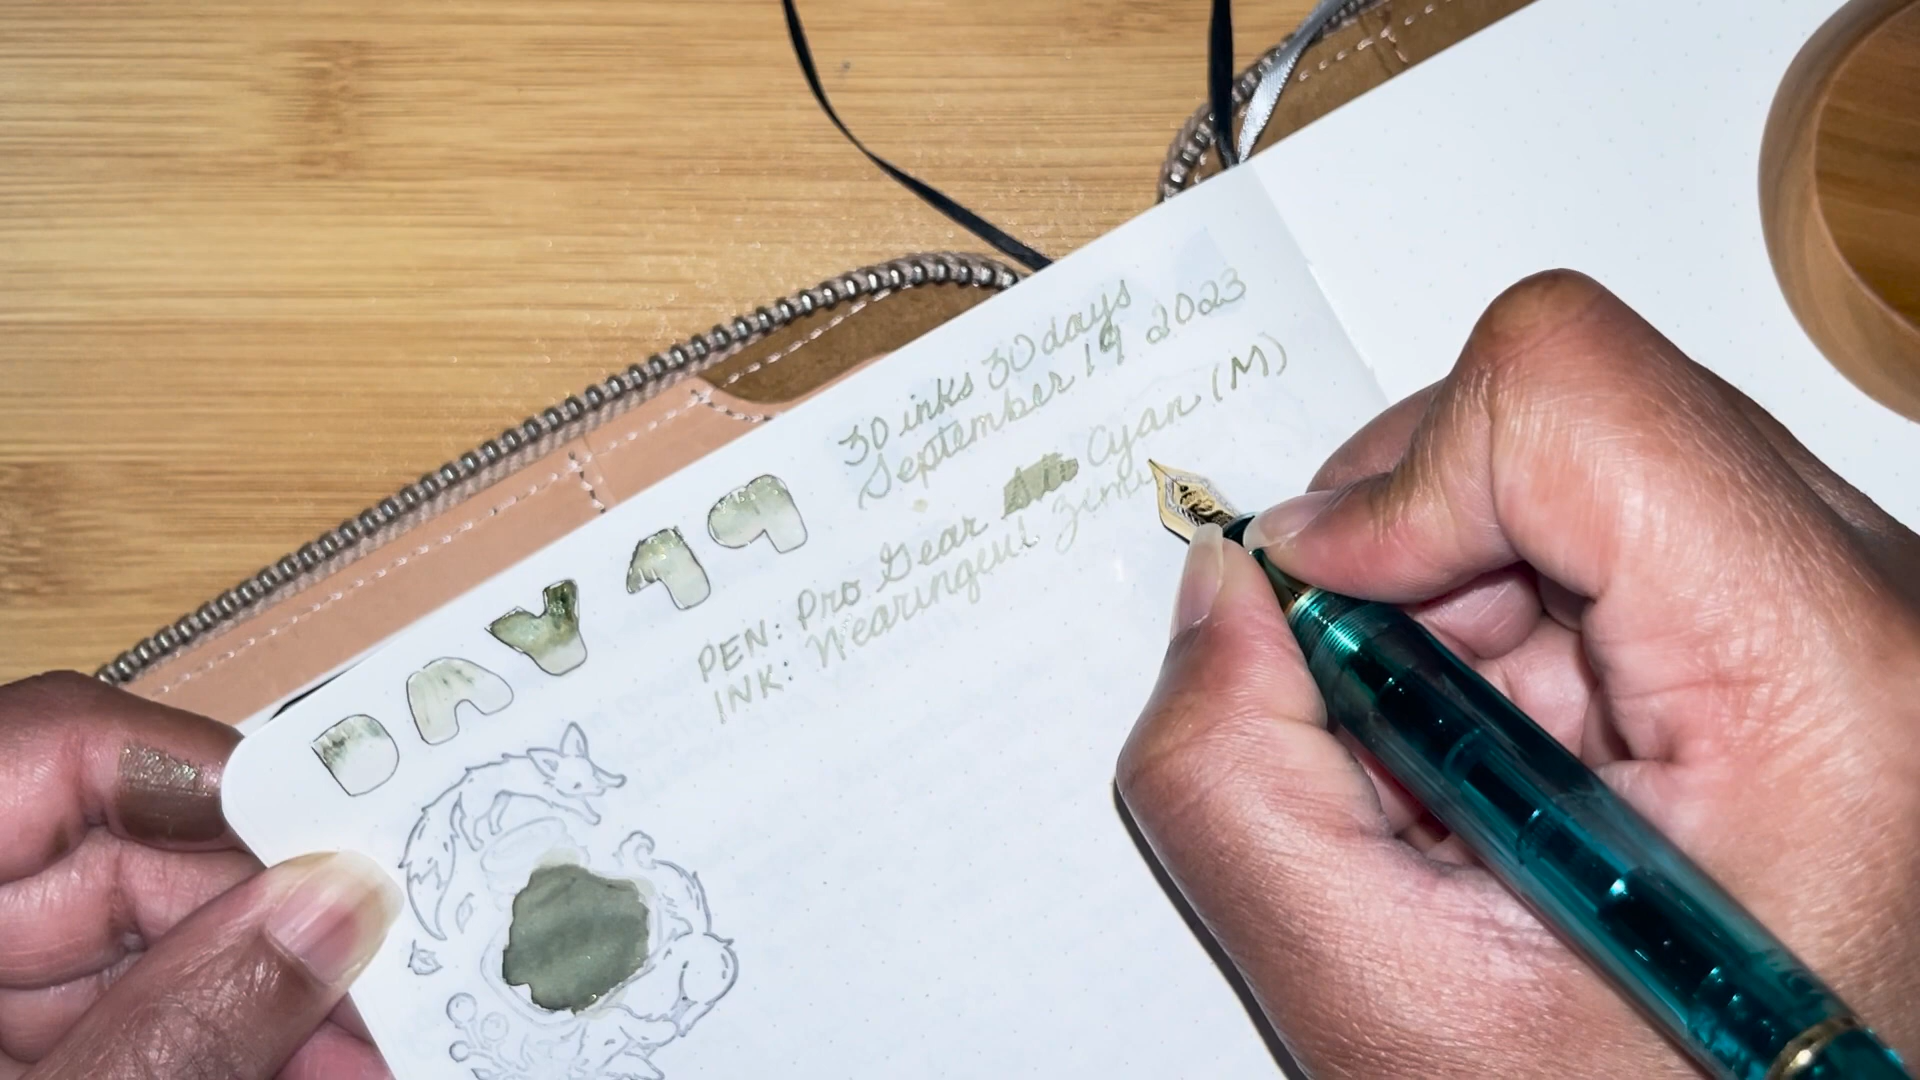 30 inks 30 days
September 19 2023
DAY 19
PEN: Pro Gear Cyan (M)
INK: Wearingeul